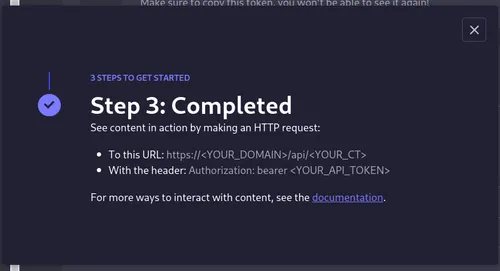 Make sure to copy this token, you won't be able to see it again!
3 STEPS TO GET STARTED
Step 3: Completed
See content in action by making an HTTP request:
• To this URL: https://<YOUR_DOMAIN>/api/<YOUR_CT>
• With the header: Authorization: bearer <YOUR_API_TOKEN>
For more ways to interact with content, see the documentation.